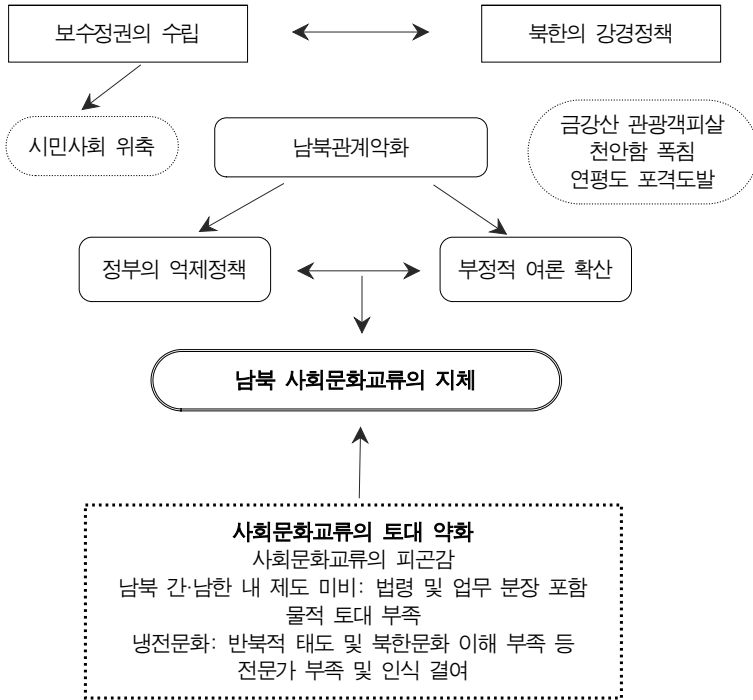 보수정권의 수립
북한의 강경정책
시민사회 위축
남북관계악화
금강산 관광객피살
천안함 폭침
연평도 포격도발
정부의 억제정책
부정적 여론 확산
남북 사회문화교류의 지체
사회문화교류의 토대 약화
사회문화교류의 피곤감
남북 간·남한 내 제도 미비: 법령 및 업무 분장 포함
물적 토대 부족
냉전문화: 반북적 태도 및 북한문화 이해 부족 등
전문가 부족 및 인식 결여